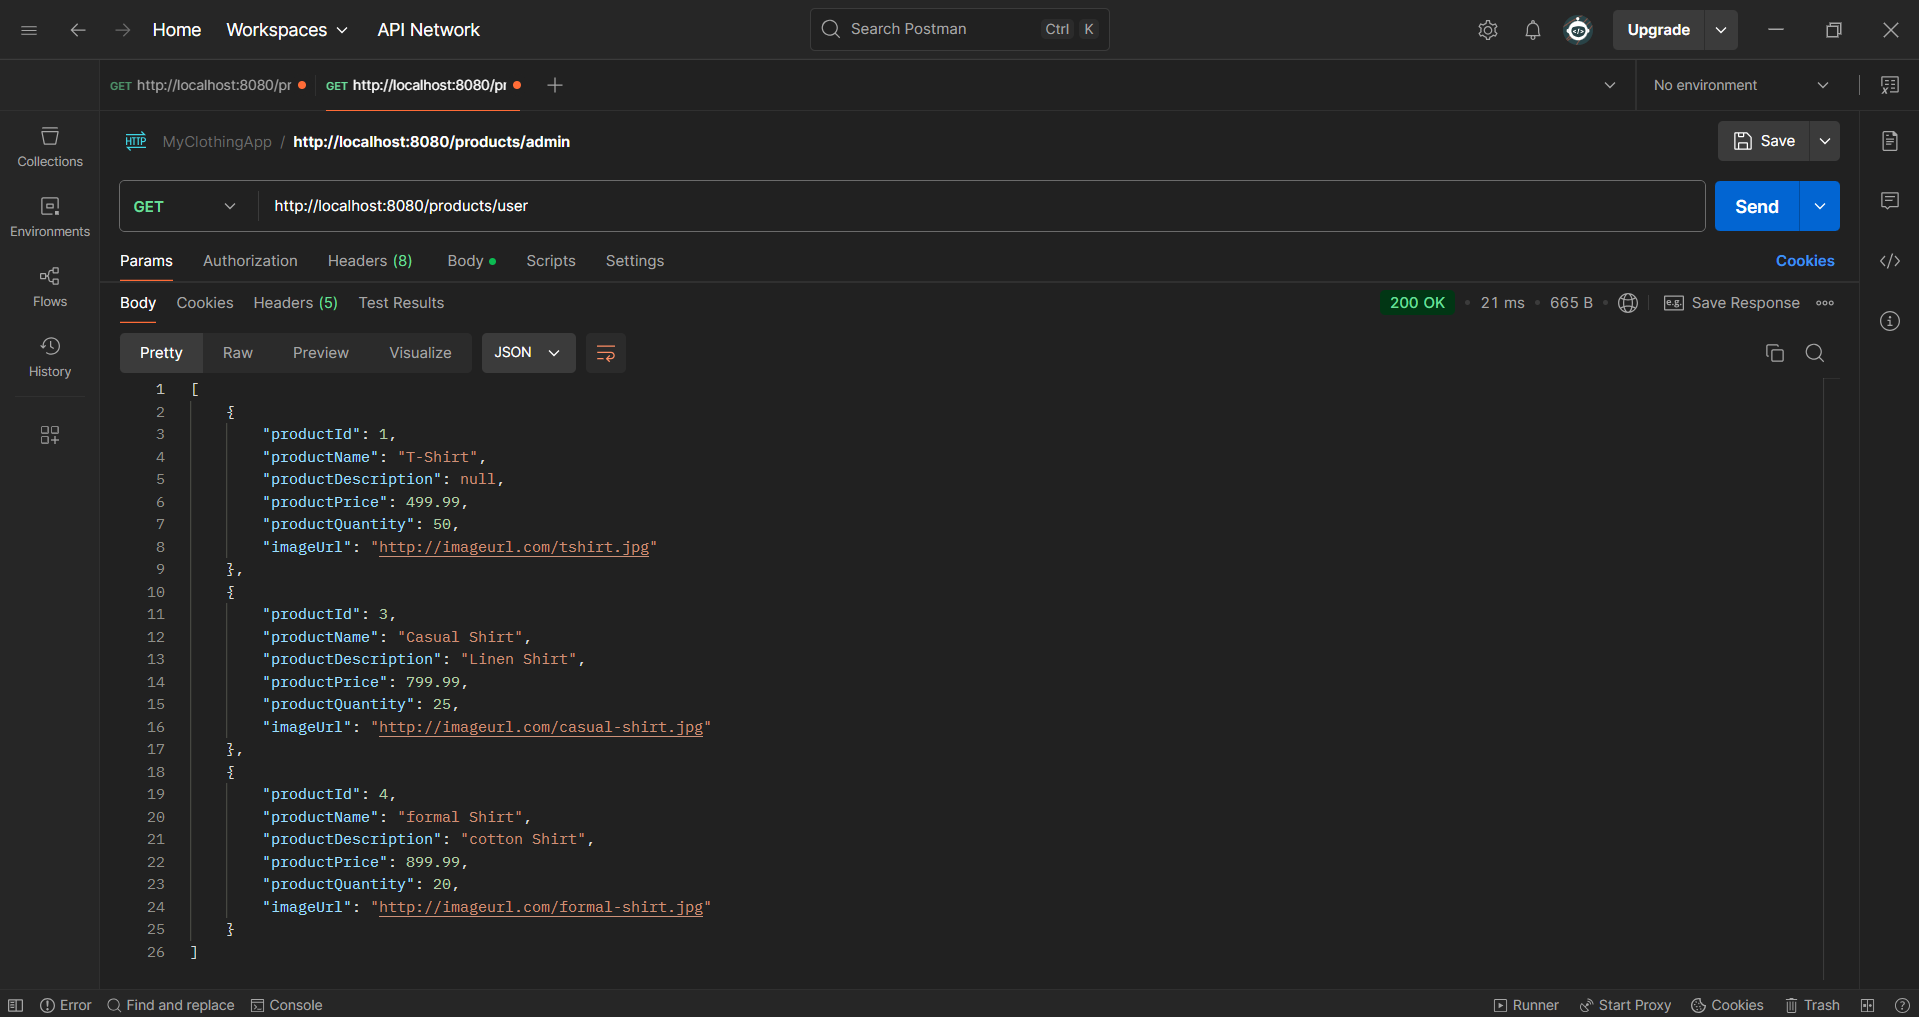 Home Workspaces API Network Search Postman Ctrl K Upgrade
GET http://localhost:8080/pr GET http://localhost:8080/pr No environment
HTTP MyClothingApp / http://localhost:8080/products/admin Save
Collections
GET http://localhost:8080/products/user Send
Environments
Params Authorization Headers (8) Body Scripts Settings Cookies
Flows
Body Cookies Headers (5) Test Results 200 OK 21 ms 665 B e.g. Save Response
History
Pretty Raw Preview Visualize JSON
1 [
2 {
3 "productId": 1,
4 "productName": "T-Shirt",
5 "productDescription": null,
6 "productPrice": 499.99,
7 "productQuantity": 50,
8 "imageUrl": "http://imageurl.com/tshirt.jpg"
9 },
10 {
11 "productId": 3,
12 "productName": "Casual Shirt",
13 "productDescription": "Linen Shirt",
14 "productPrice": 799.99,
15 "productQuantity": 25,
16 "imageUrl": "http://imageurl.com/casual-shirt.jpg"
17 },
18 {
19 "productId": 4,
20 "productName": "formal Shirt",
21 "productDescription": "cotton Shirt",
22 "productPrice": 899.99,
23 "productQuantity": 20,
24 "imageUrl": "http://imageurl.com/formal-shirt.jpg"
25 }
26 ]
Error Find and replace Console Runner Start Proxy Cookies Trash